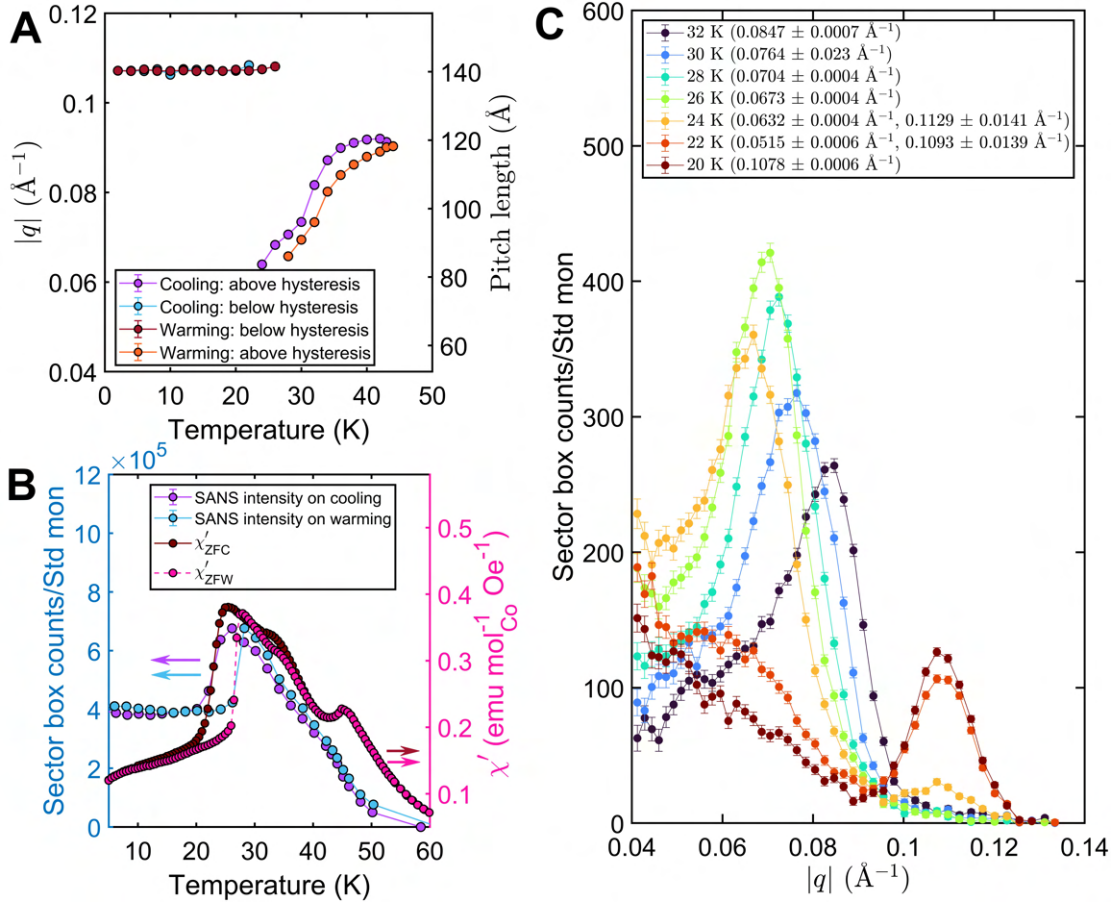 A
|q| (Å⁻¹)
0.1
0.08
0.06
0.04
140
120
100
80
60
Pitch length (Å)
Cooling: above hysteresis
Cooling: below hysteresis
Warming: below hysteresis
Warming: above hysteresis
0 10 20 30 40 50
Temperature (K)
B
×10⁵
Sector box counts/Std mon
12
10
8
6
4
2
0
SANS intensity on cooling
SANS intensity on warming
χ′ZFC
χ′ZFW
0.5
0.4
0.3
0.2
0.1
χ′ (emu mol⁻¹Co Oe⁻¹)
10 20 30 40 50 60
Temperature (K)
C
Sector box counts/Std mon
600
500
400
300
200
100
0
32 K (0.0847 ± 0.0007 Å⁻¹)
30 K (0.0764 ± 0.023 Å⁻¹)
28 K (0.0704 ± 0.0004 Å⁻¹)
26 K (0.0673 ± 0.0004 Å⁻¹)
24 K (0.0632 ± 0.0004 Å⁻¹, 0.1129 ± 0.0141 Å⁻¹)
22 K (0.0515 ± 0.0006 Å⁻¹, 0.1093 ± 0.0139 Å⁻¹)
20 K (0.1078 ± 0.0006 Å⁻¹)
0.04 0.06 0.08 0.10 0.12 0.14
|q| (Å⁻¹)